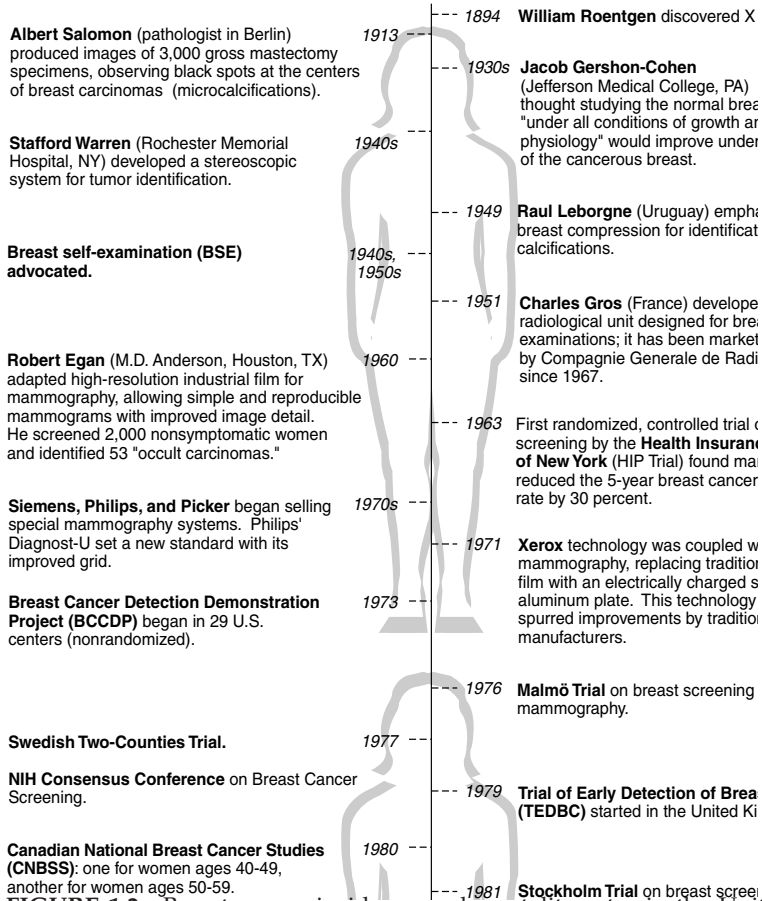 1894 William Roentgen discovered X
Albert Salomon (pathologist in Berlin) 1913
produced images of 3,000 gross mastectomy
specimens, observing black spots at the centers
of breast carcinomas (microcalcifications).
1930s Jacob Gershon-Cohen
(Jefferson Medical College, PA)
thought studying the normal brea
"under all conditions of growth an
physiology" would improve under
of the cancerous breast.
Stafford Warren (Rochester Memorial 1940s
Hospital, NY) developed a stereoscopic
system for tumor identification.
1949 Raul Leborgne (Uruguay) empha
breast compression for identificat
calcifications.
Breast self-examination (BSE) 1940s,
advocated. 1950s
1951 Charles Gros (France) develope
radiological unit designed for brea
examinations; it has been market
by Compagnie Generale de Radi
since 1967.
Robert Egan (M.D. Anderson, Houston, TX) 1960
adapted high-resolution industrial film for
mammography, allowing simple and reproducible
mammograms with improved image detail.
He screened 2,000 nonsymptomatic women
and identified 53 "occult carcinomas."
1963 First randomized, controlled trial o
screening by the Health Insuranc
of New York (HIP Trial) found mar
reduced the 5-year breast cancer
rate by 30 percent.
Siemens, Philips, and Picker began selling 1970s
special mammography systems. Philips'
Diagnost-U set a new standard with its
improved grid.
1971 Xerox technology was coupled w
mammography, replacing tradition
film with an electrically charged s
aluminum plate. This technology
spurred improvements by tradition
manufacturers.
Breast Cancer Detection Demonstration 1973
Project (BCCDP) began in 29 U.S.
centers (nonrandomized).
1976 Malmö Trial on breast screening
mammography.
Swedish Two-Counties Trial. 1977
NIH Consensus Conference on Breast Cancer
Screening.
1979 Trial of Early Detection of Breas
(TEDBC) started in the United Ki
Canadian National Breast Cancer Studies 1980
(CNBSS): one for women ages 40-49,
another for women ages 50-59.
1981 Stockholm Trial on breast screen